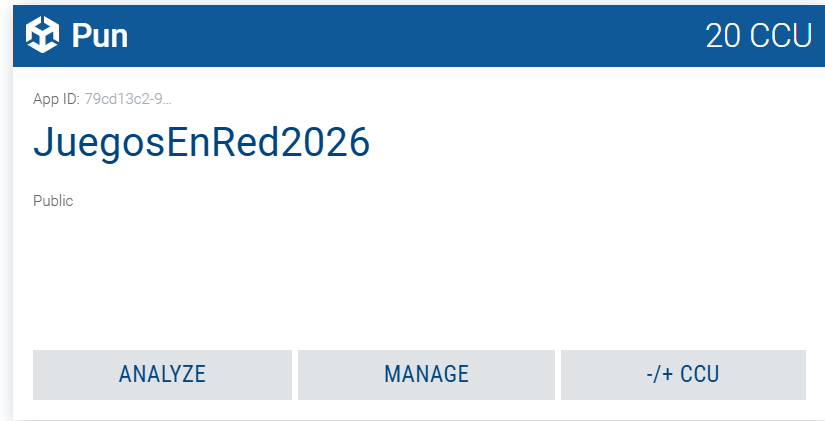 Pun
20 CCU
App ID: 79cd13c2-9...
JuegosEnRed2026
Public
ANALYZE
MANAGE
-/+ CCU